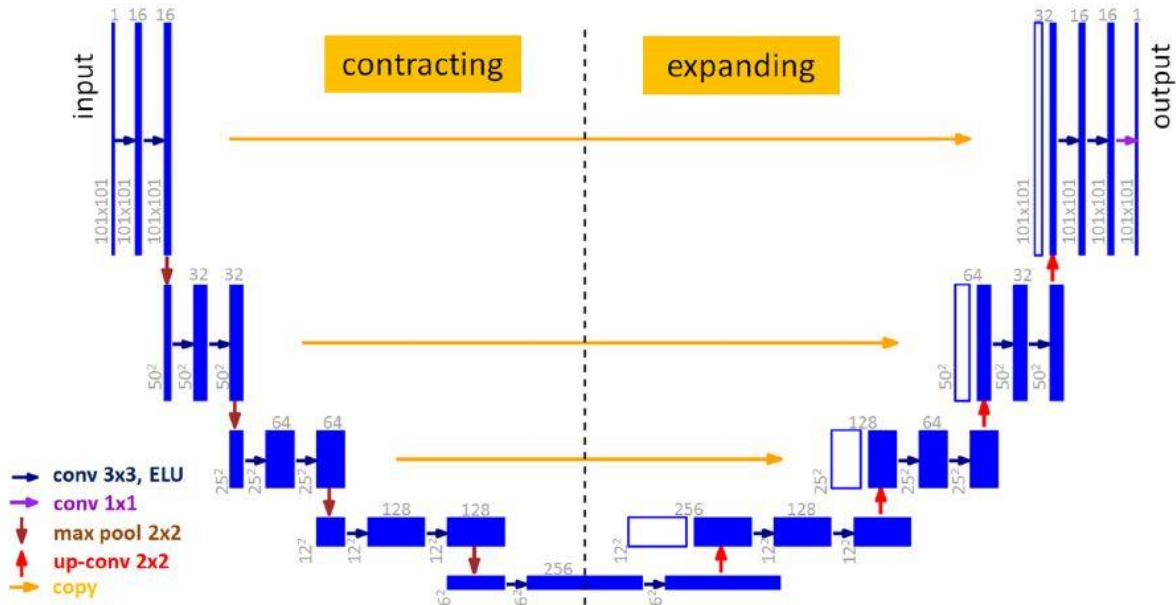 1 16 16
32 16 16 1
input
contracting
expanding
output
101x101
101x101
101x101
101x101
101x101
101x101
101x101
32 32
64 32
50²
50²
50²
50²
50²
50²
64 64
128 64
25²
25²
25²
25²
25²
25²
128 128
256 128
12²
12²
12²
12²
12²
12²
256
6²
6²
6²
conv 3x3, ELU
conv 1x1
max pool 2x2
up-conv 2x2
copy